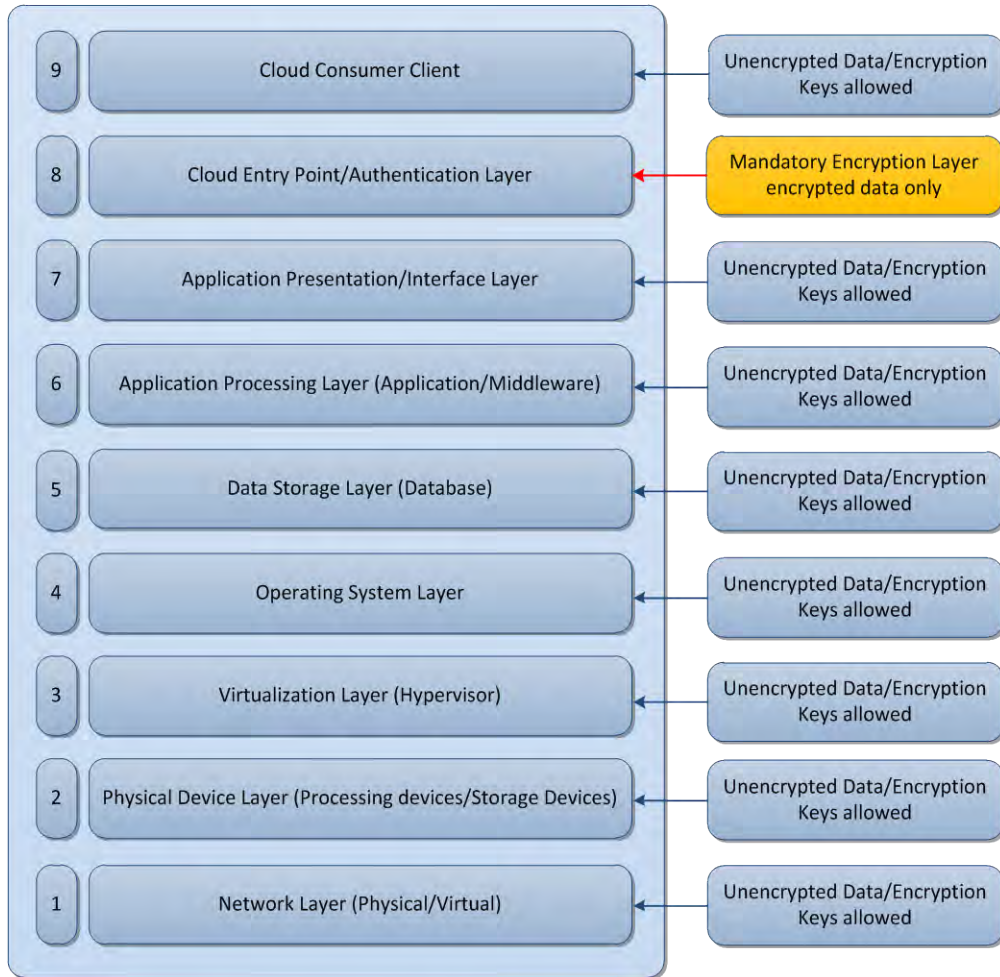 9
Cloud Consumer Client
Unencrypted Data/Encryption
Keys allowed
8
Cloud Entry Point/Authentication Layer
Mandatory Encryption Layer
encrypted data only
7
Application Presentation/Interface Layer
Unencrypted Data/Encryption
Keys allowed
6
Application Processing Layer (Application/Middleware)
Unencrypted Data/Encryption
Keys allowed
5
Data Storage Layer (Database)
Unencrypted Data/Encryption
Keys allowed
4
Operating System Layer
Unencrypted Data/Encryption
Keys allowed
3
Virtualization Layer (Hypervisor)
Unencrypted Data/Encryption
Keys allowed
2
Physical Device Layer (Processing devices/Storage Devices)
Unencrypted Data/Encryption
Keys allowed
1
Network Layer (Physical/Virtual)
Unencrypted Data/Encryption
Keys allowed